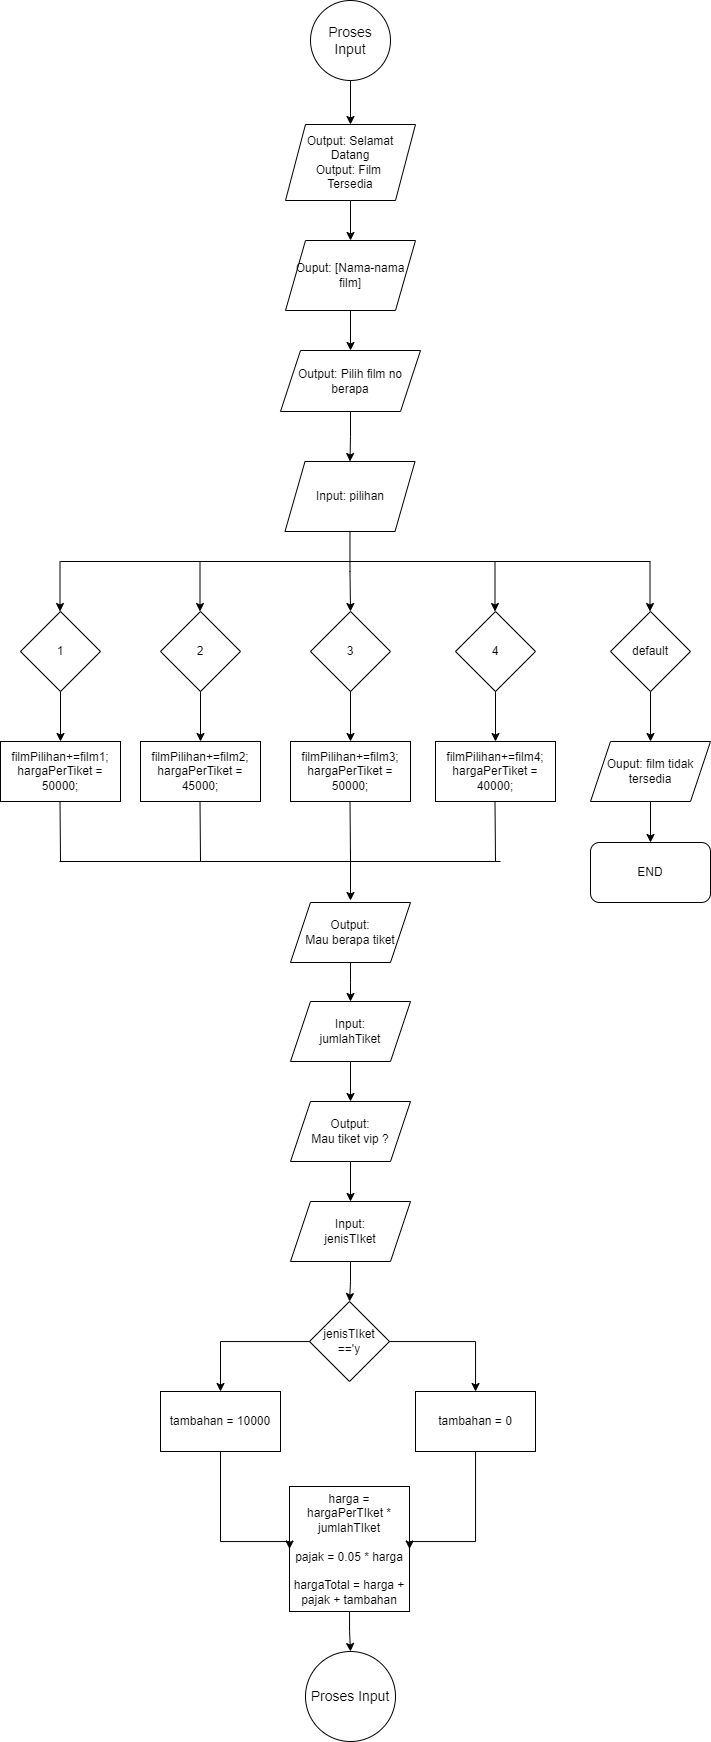 Proses
Input
Output: Selamat
Datang
Output: Film
Tersedia
Ouput: [Nama-nama
film]
Output: Pilih film no
berapa
Input: pilihan
1
2
3
4
default
filmPilihan+=film1;
hargaPerTiket =
50000;
filmPilihan+=film2;
hargaPerTiket =
45000;
filmPilihan+=film3;
hargaPerTiket =
50000;
filmPilihan+=film4;
hargaPerTiket =
40000;
Ouput: film tidak
tersedia
END
Output:
Mau berapa tiket
Input:
jumlahTiket
Output:
Mau tiket vip ?
Input:
jenisTIket
jenisTIket
=='y
tambahan = 10000
tambahan = 0
harga =
hargaPerTIket *
jumlahTIket
pajak = 0.05 * harga
hargaTotal = harga +
pajak + tambahan
Proses Input